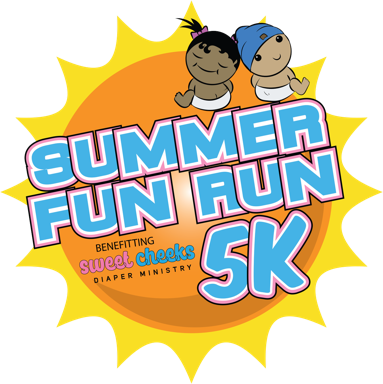 SUMMER
FUN RUN
5K
BENEFITTING
sweet cheeks
DIAPER MINISTRY